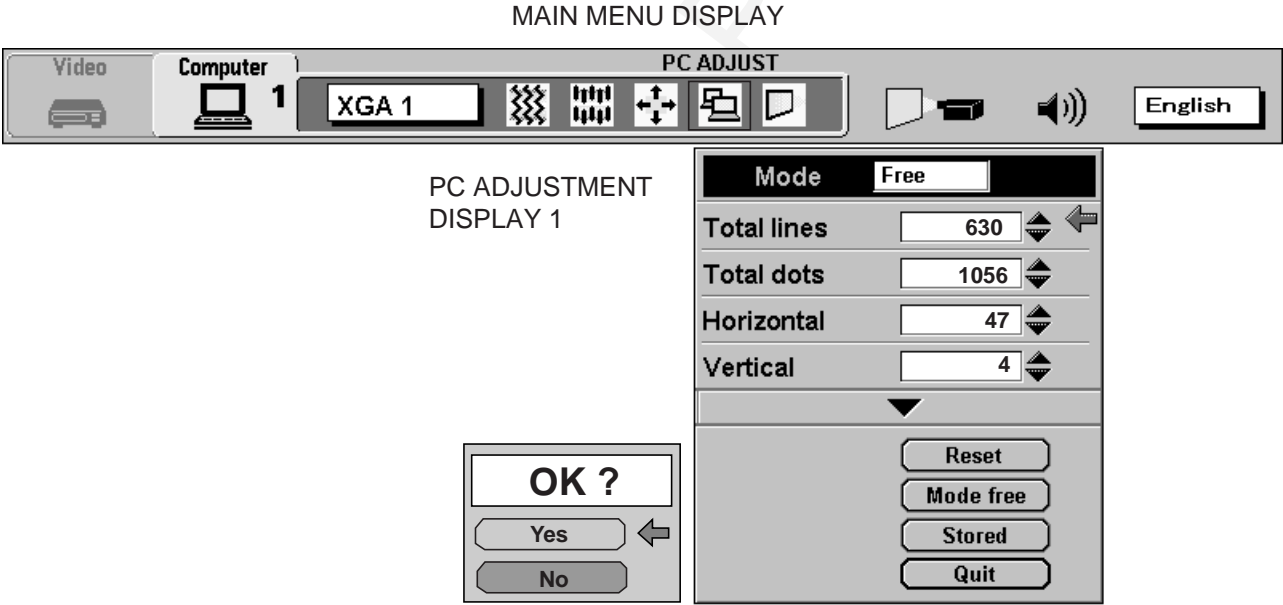 MAIN MENU DISPLAY
PC ADJUST
Video
Computer
1
XGA 1
English
PC ADJUSTMENT
DISPLAY 1
Mode Free
Total lines 630
Total dots 1056
Horizontal 47
Vertical 4
Reset
Mode free
Stored
Quit
OK ?
Yes
No